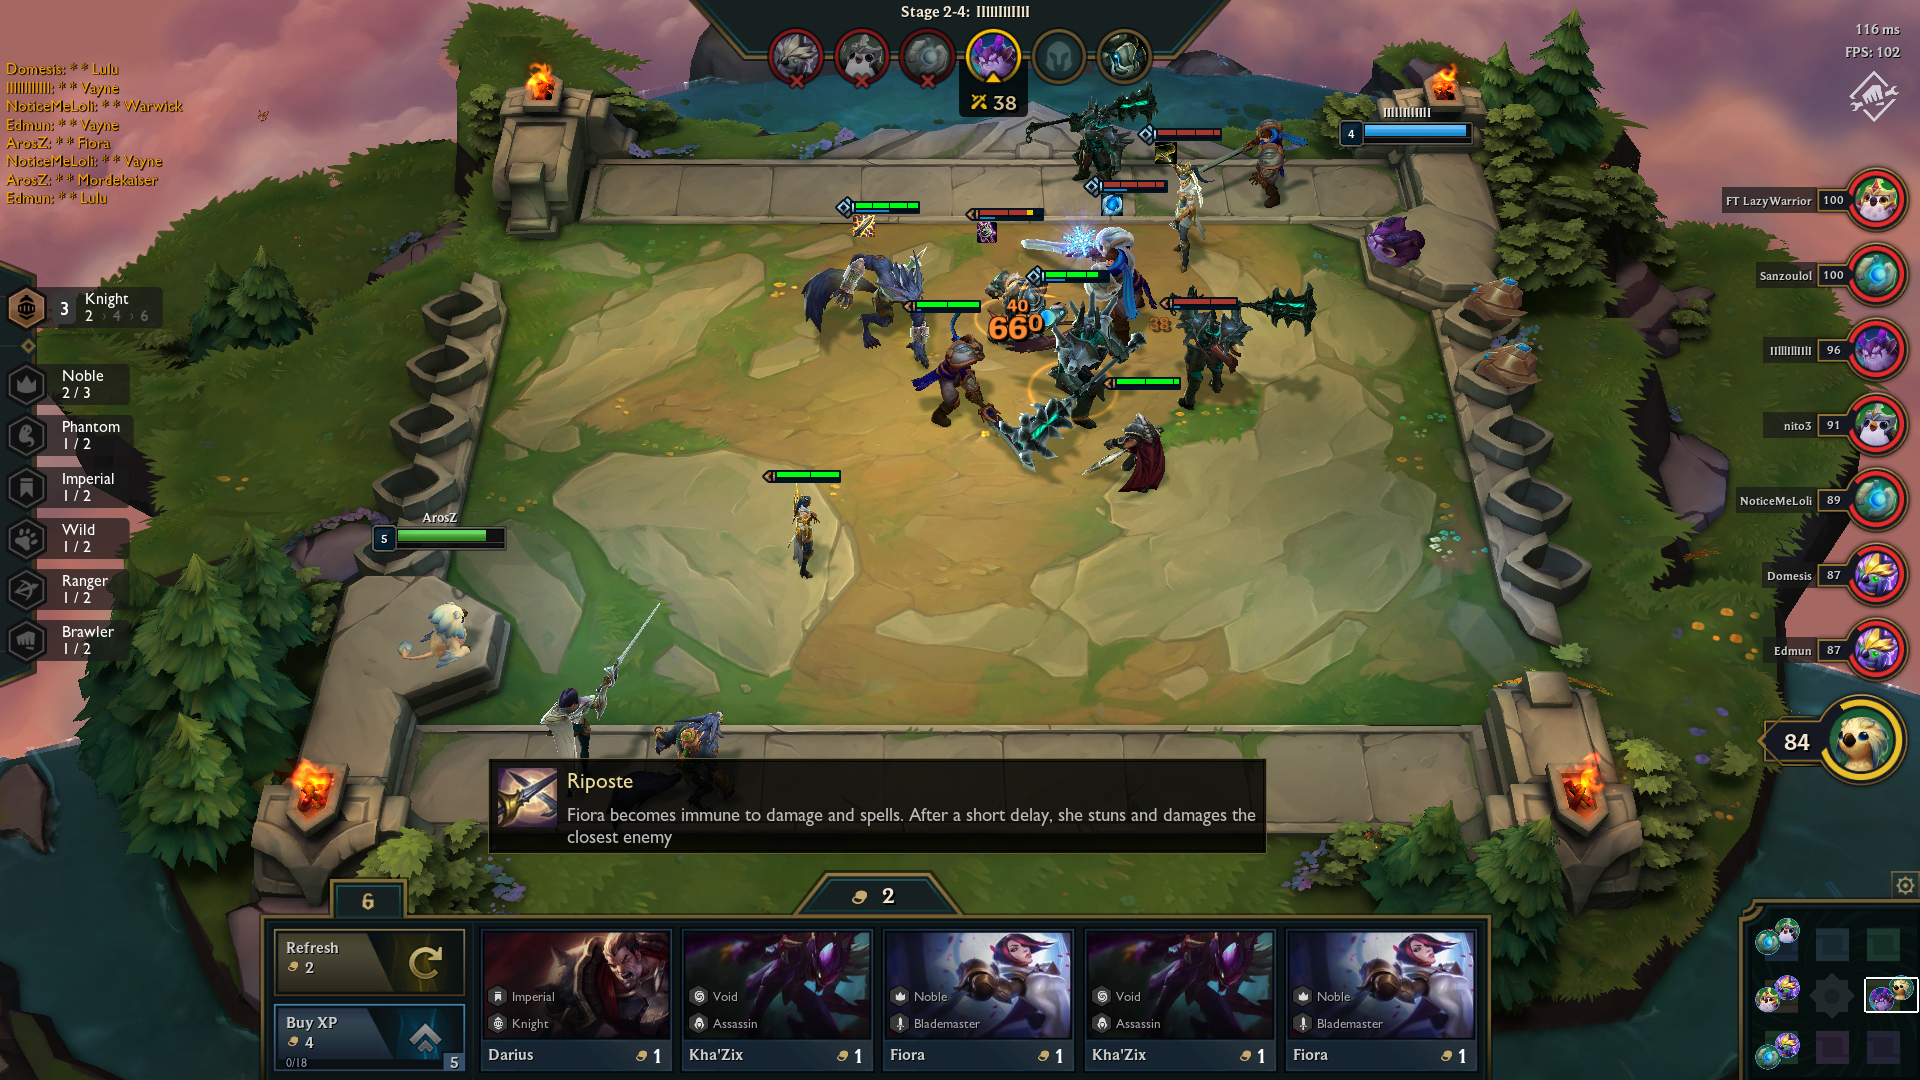 Stage 2-4: IIIIIIIIIIII
116 ms
FPS: 102
38
Domesis: * * Lulu
IIIIIIIIIIII: * * Vayne
NoticeMeLoli: * * Warwick
Edmun: * * Vayne
ArosZ: * * Fiora
NoticeMeLoli: * * Vayne
ArosZ: * * Mordekaiser
Edmun: * * Lulu
IIIIIIIIIIII
4
FT LazyWarrior 100
Sanzoulol 100
IIIIIIIIIIII 96
nito3 91
NoticeMeLoli 89
Domesis 87
Edmun 87
84
3
Knight
2 › 4 › 6
Noble
2 / 3
Phantom
1 / 2
Imperial
1 / 2
Wild
1 / 2
Ranger
1 / 2
Brawler
1 / 2
40
660
38
ArosZ
5
Riposte
Fiora becomes immune to damage and spells. After a short delay, she stuns and damages the
closest enemy
6
2
Refresh
2
Buy XP
4
0/18
5
Imperial
Knight
Darius 1
Void
Assassin
Kha'Zix 1
Noble
Blademaster
Fiora 1
Void
Assassin
Kha'Zix 1
Noble
Blademaster
Fiora 1